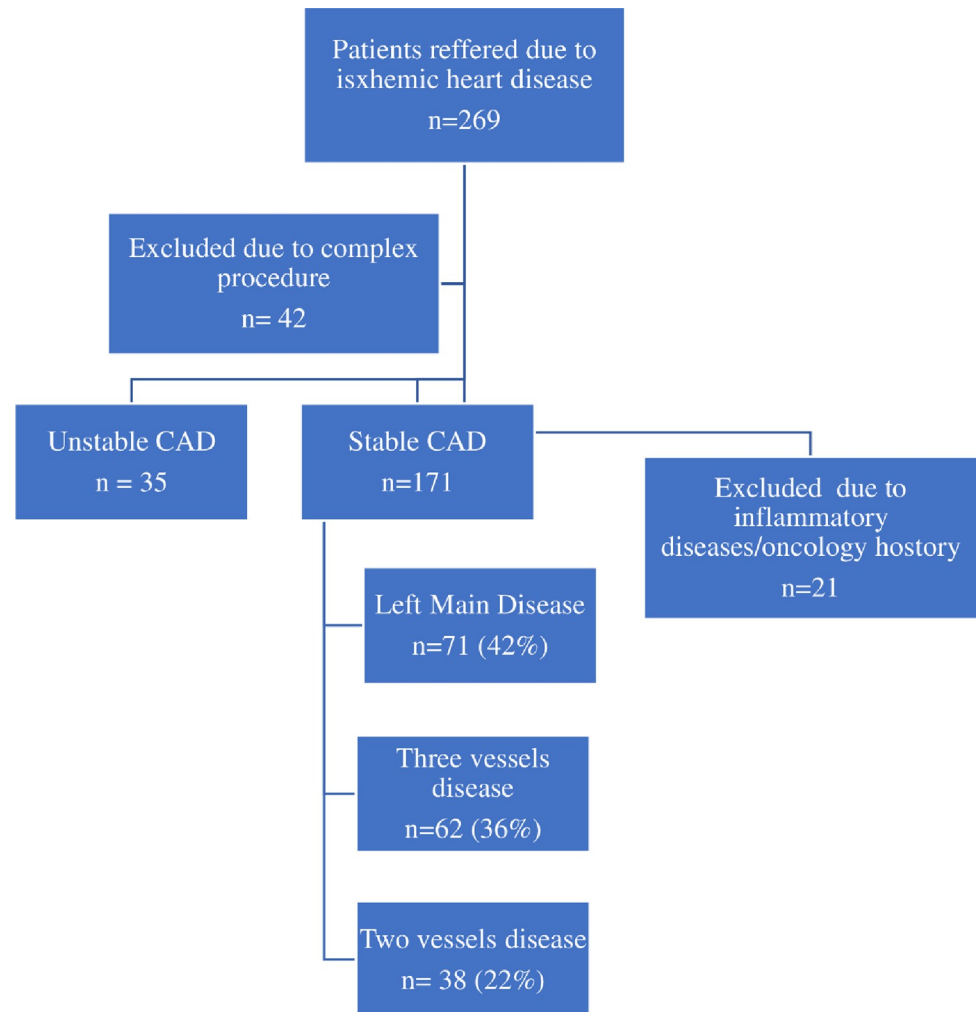 Patients reffered due to
isxhemic heart disease
n=269
Excluded due to complex
procedure
n= 42
Unstable CAD
n = 35
Stable CAD
n=171
Excluded due to
inflammatory
diseases/oncology hostory
n=21
Left Main Disease
n=71 (42%)
Three vessels
disease
n=62 (36%)
Two vessels disease
n= 38 (22%)